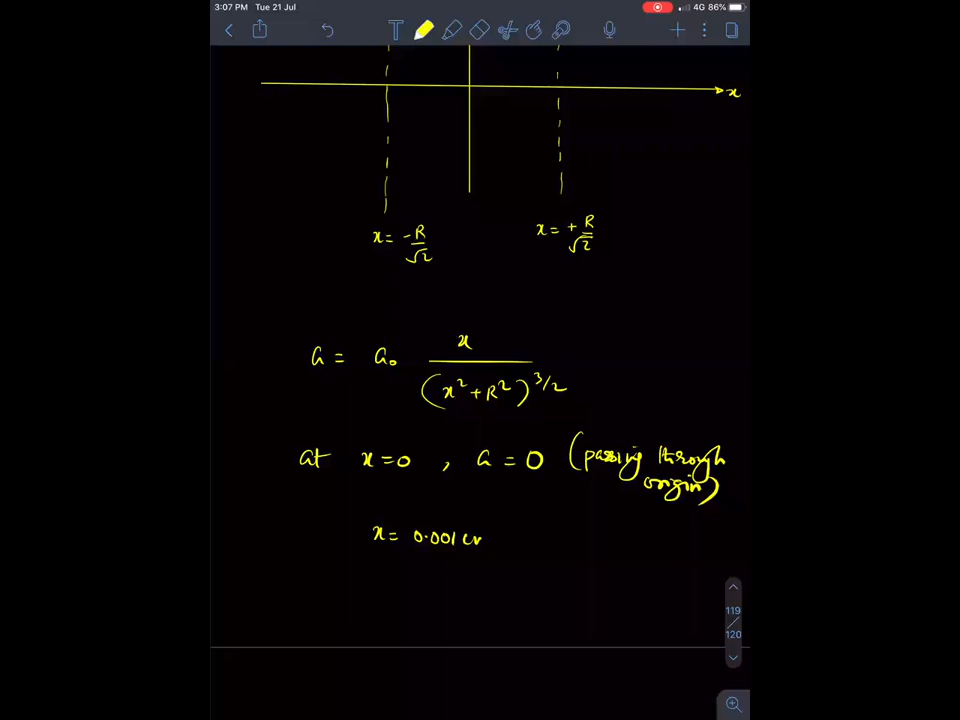 3:07 PM Tue 21 Jul 4G 86%
x
x = -R/√2
x = +R/√2
a = a₀ x/(x²+R²)^3/2
at x=0 , a = 0 (passing through
origin)
x = 0.001 cm
119
120